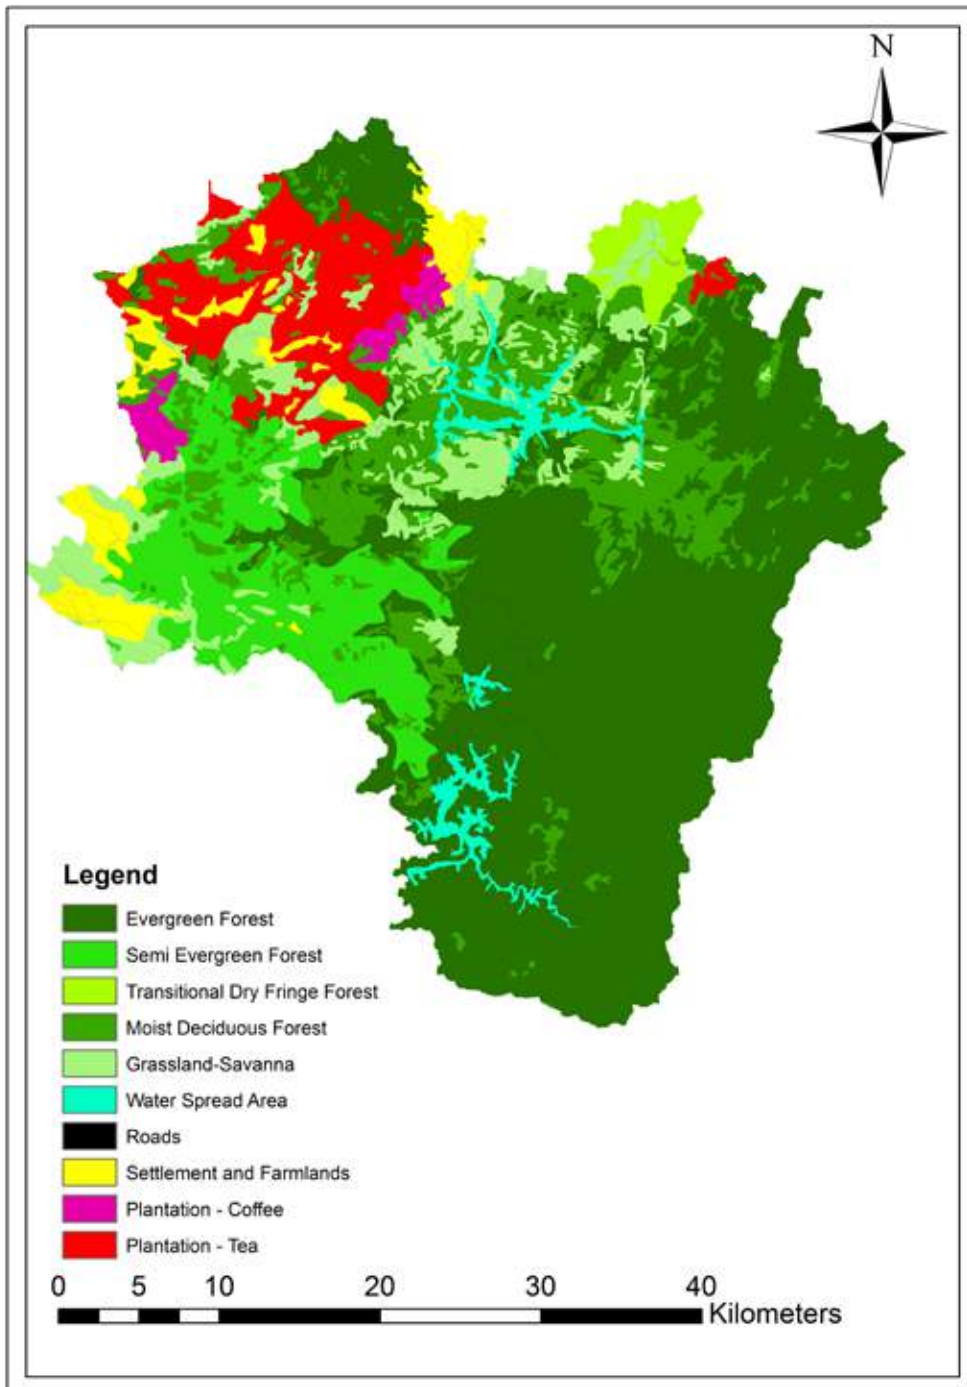 N
Legend
Evergreen Forest
Semi Evergreen Forest
Transitional Dry Fringe Forest
Moist Deciduous Forest
Grassland-Savanna
Water Spread Area
Roads
Settlement and Farmlands
Plantation - Coffee
Plantation - Tea
0 5 10 20 30 40
Kilometers